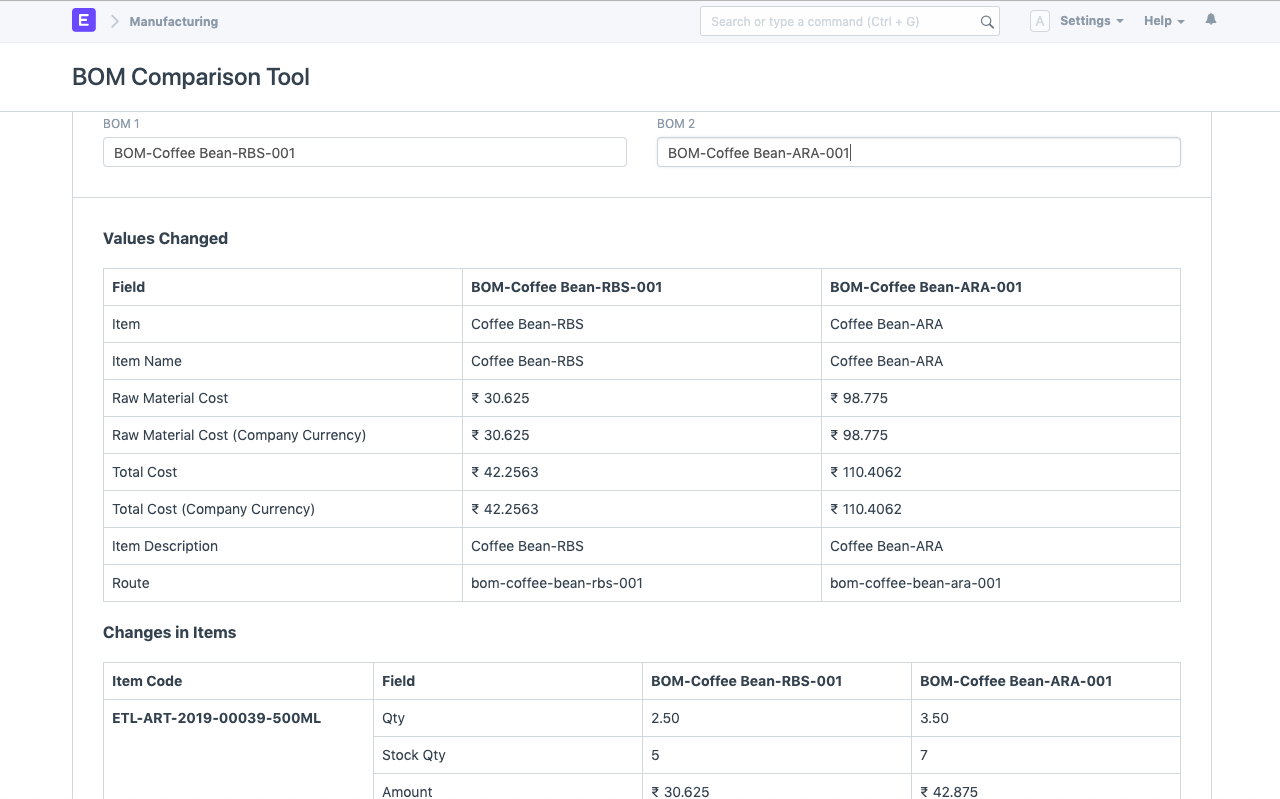 E
Manufacturing
Search or type a command (Ctrl + G)
A
Settings
Help
BOM Comparison Tool
BOM 1
BOM 2
BOM-Coffee Bean-RBS-001
BOM-Coffee Bean-ARA-001
Values Changed
Field BOM-Coffee Bean-RBS-001 BOM-Coffee Bean-ARA-001
Item Coffee Bean-RBS Coffee Bean-ARA
Item Name Coffee Bean-RBS Coffee Bean-ARA
Raw Material Cost ₹ 30.625 ₹ 98.775
Raw Material Cost (Company Currency) ₹ 30.625 ₹ 98.775
Total Cost ₹ 42.2563 ₹ 110.4062
Total Cost (Company Currency) ₹ 42.2563 ₹ 110.4062
Item Description Coffee Bean-RBS Coffee Bean-ARA
Route bom-coffee-bean-rbs-001 bom-coffee-bean-ara-001
Changes in Items
Item Code Field BOM-Coffee Bean-RBS-001 BOM-Coffee Bean-ARA-001
ETL-ART-2019-00039-500ML Qty 2.50 3.50
Stock Qty 5 7
Amount ₹ 30.625 ₹ 42.875